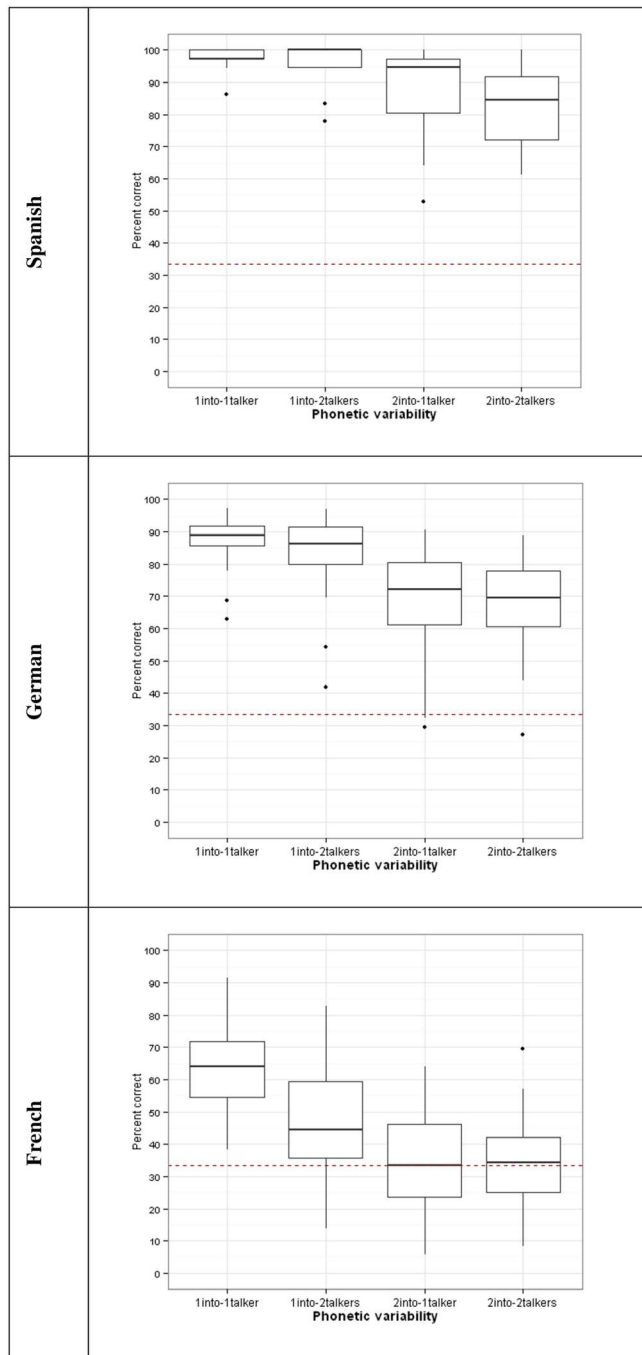 Spanish
Percent correct
100
90
80
70
60
50
40
30
20
10
0
1into-1talker 1into-2talkers 2into-1talker 2into-2talkers
Phonetic variability
German
Percent correct
100
90
80
70
60
50
40
30
20
10
0
1into-1talker 1into-2talkers 2into-1talker 2into-2talkers
Phonetic variability
French
Percent correct
100
90
80
70
60
50
40
30
20
10
0
1into-1talker 1into-2talkers 2into-1talker 2into-2talkers
Phonetic variability